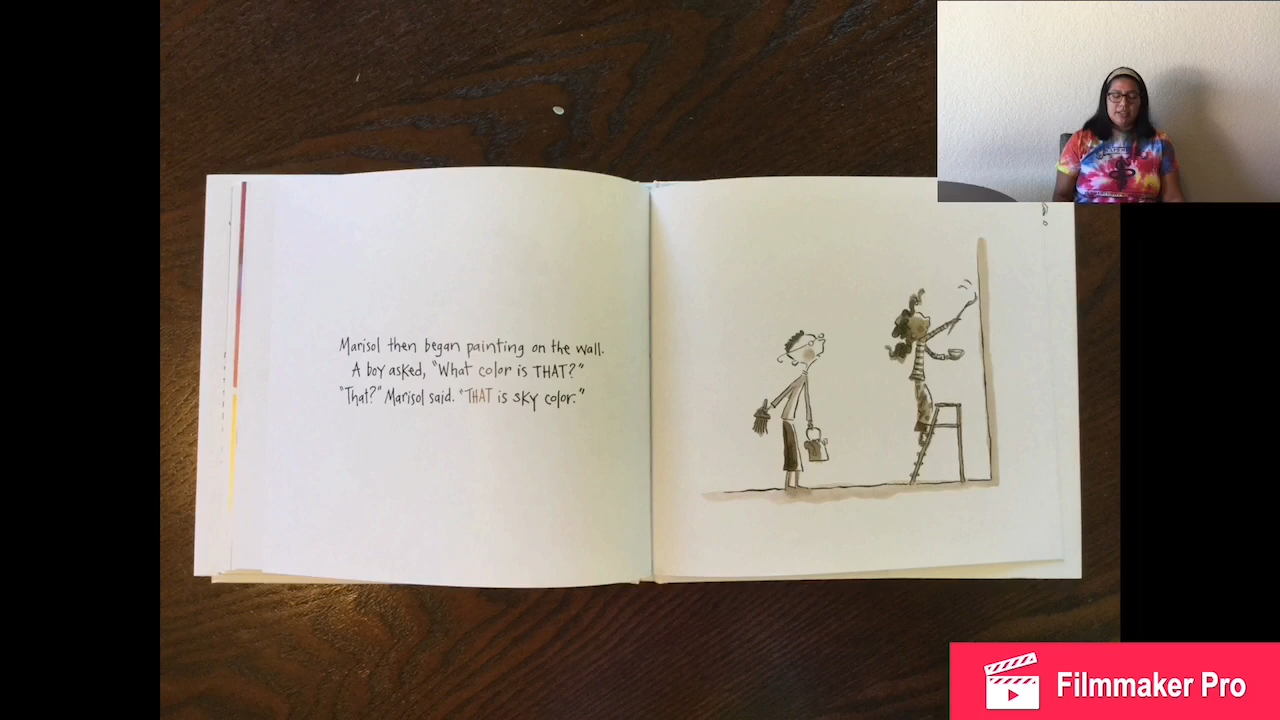 Marisol then began painting on the wall.
A boy asked, "What color is THAT?"
"That?" Marisol said. "THAT is sky color."
Filmmaker Pro